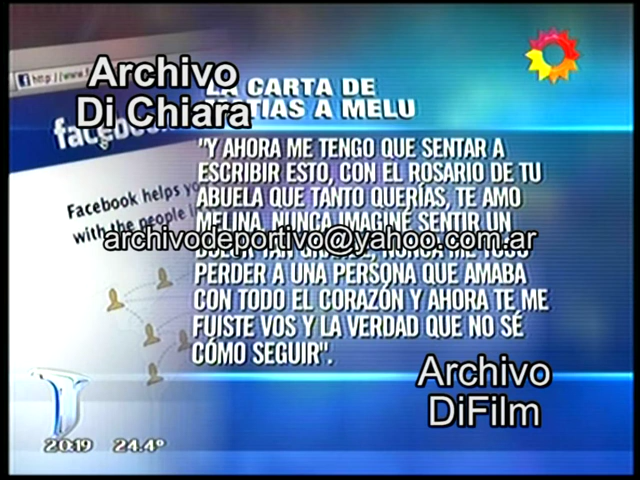 http://www.f
Archivo
Di Chiara
LA CARTA DE
TIAS A MELU
facebook
"Y AHORA ME TENGO QUE SENTAR A
ESCRIBIR ESTO, CON EL ROSARIO DE TU
ABUELA QUE TANTO QUERÍAS, TE AMO
MELINA. NUNCA IMAGINÉ SENTIR UN
archivodeportivo@yahoo.com.ar
PERDER A UNA PERSONA QUE AMABA
CON TODO EL CORAZÓN Y AHORA TE ME
FUISTE VOS Y LA VERDAD QUE NO SÉ
CÓMO SEGUIR".
Facebook helps yo
with the people i
Archivo
DiFilm
20:19 24.4°